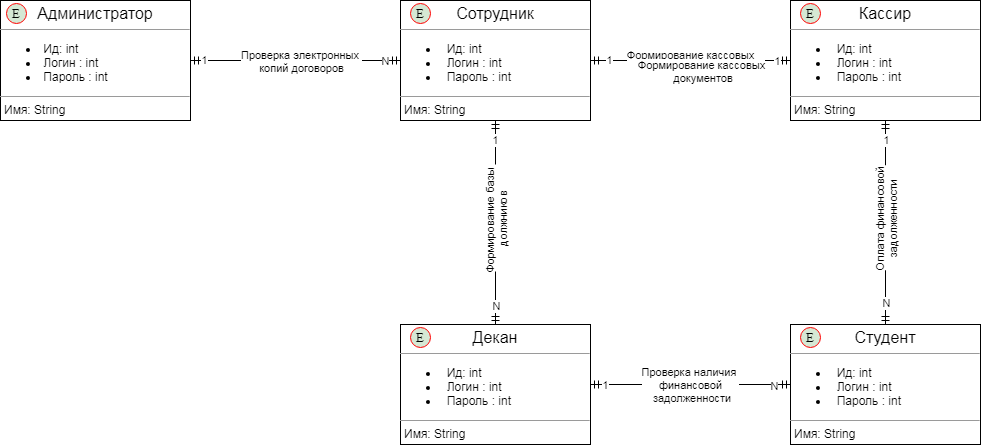 E Администратор
Ид: int
Логин : int
Пароль : int
Имя: String
1
Проверка электронных
копий договоров
N
E Сотрудник
Ид: int
Логин : int
Пароль : int
Имя: String
1
Формирование кассовых
Формирование кассовых
документов
1
E Кассир
Ид: int
Логин : int
Пароль : int
Имя: String
1
Формирование базы
должников
N
1
Оплата финансовой
задолженности
N
E Декан
Ид: int
Логин : int
Пароль : int
Имя: String
1
Проверка наличия
финансовой
задолженности
N
E Студент
Ид: int
Логин : int
Пароль : int
Имя: String